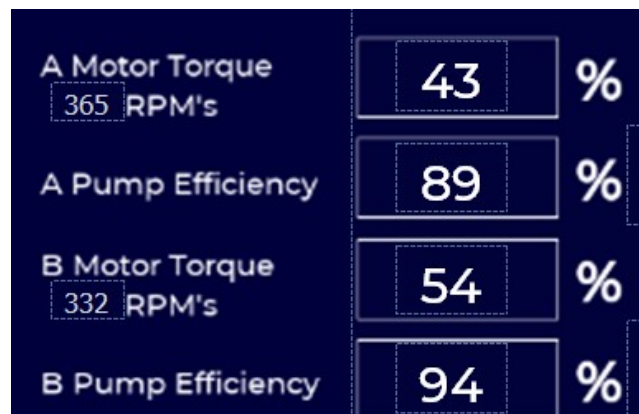 A Motor Torque 43 %
365 RPM's
A Pump Efficiency 89 %
B Motor Torque 54 %
332 RPM's
B Pump Efficiency 94 %